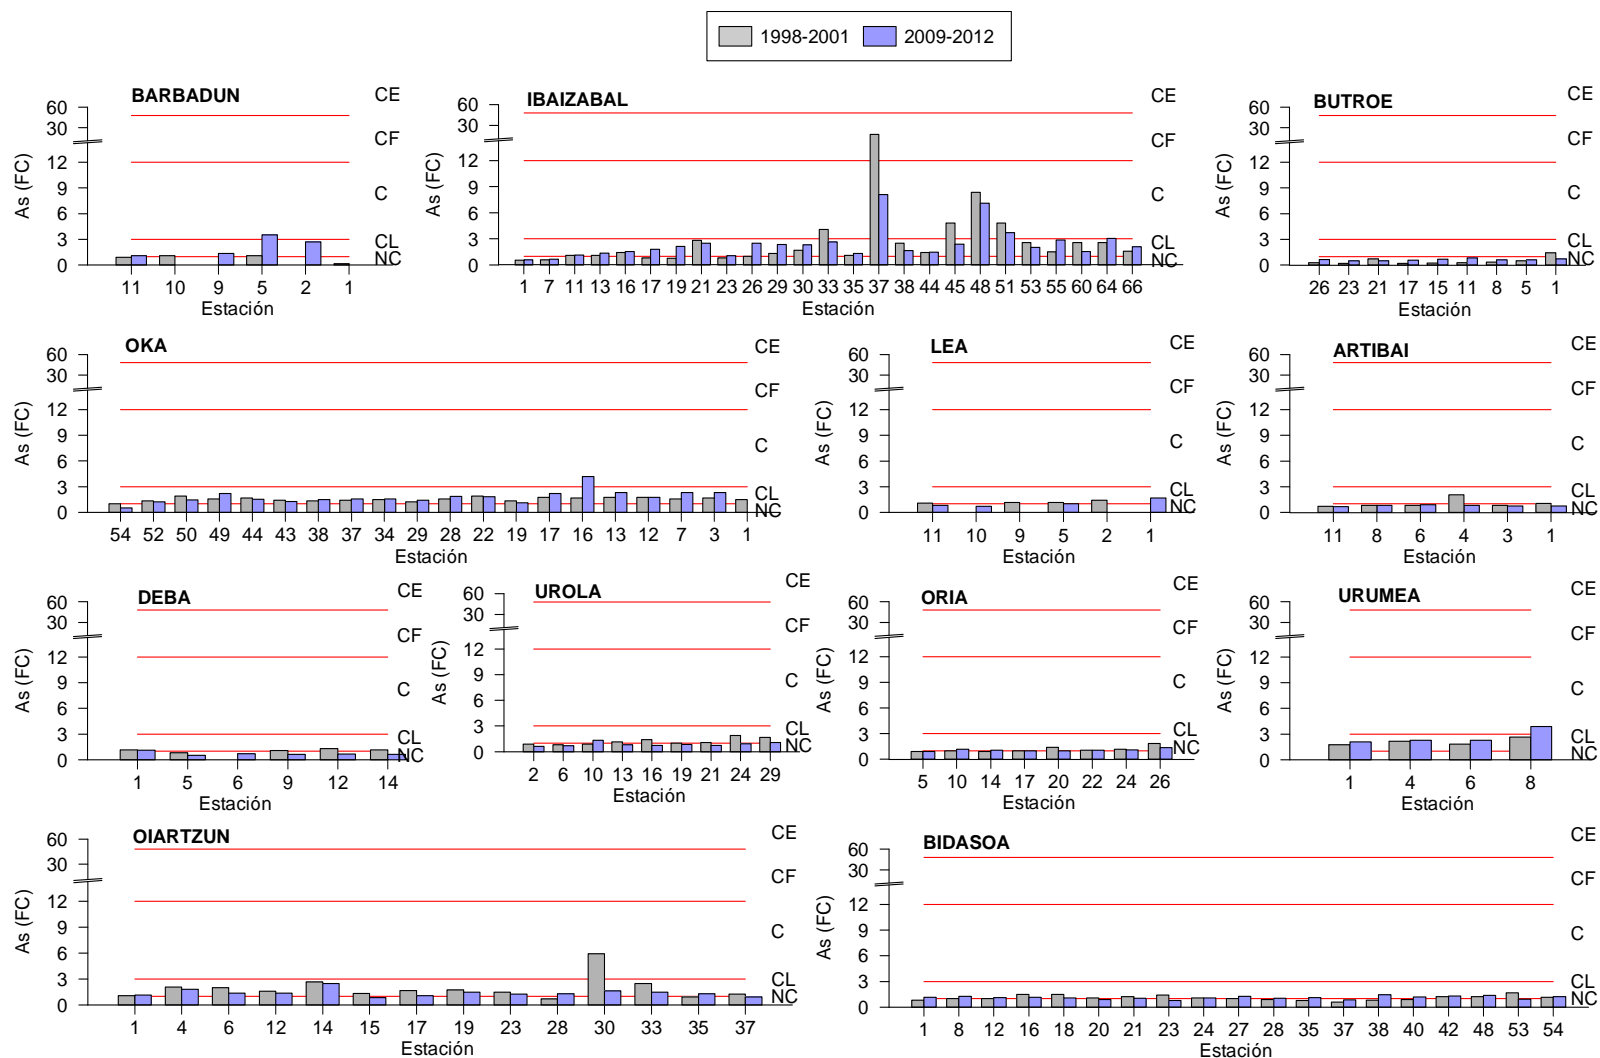 1998-2001 2009-2012
BARBADUN
CE
60
30
CF
12
9
C
6
3
CL
0
NC
As (FC)
11 10 9 5 2 1
Estación
IBAIZABAL
CE
60
30
CF
12
9
C
6
3
CL
0
NC
As (FC)
1 7 11 13 16 17 19 21 23 26 29 30 33 35 37 38 44 45 48 51 53 55 60 64 66
Estación
BUTROE
CE
60
30
CF
12
9
C
6
3
CL
0
NC
As (FC)
26 23 21 17 15 11 8 5 1
Estación
OKA
CE
60
30
CF
12
9
C
6
3
CL
0
NC
As (FC)
54 52 50 49 44 43 38 37 34 29 28 22 19 17 16 13 12 7 3 1
Estación
LEA
CE
60
30
CF
12
9
C
6
3
CL
0
NC
As (FC)
11 10 9 5 2 1
Estación
ARTIBAI
CE
60
30
CF
12
9
C
6
3
CL
0
NC
As (FC)
11 8 6 4 3 1
Estación
DEBA
CE
60
30
CF
12
9
C
6
3
CL
0
NC
As (FC)
1 5 6 9 12 14
Estación
UROLA
CE
60
30
CF
12
9
C
6
3
CL
0
NC
As (FC)
2 6 10 13 16 19 21 24 29
Estación
ORIA
CE
60
30
CF
12
9
C
6
3
CL
0
NC
As (FC)
5 10 14 17 20 22 24 26
Estación
URUMEA
CE
60
30
CF
12
9
C
6
3
CL
0
NC
As (FC)
1 4 6 8
Estación
OIARTZUN
CE
60
30
CF
12
9
C
6
3
CL
0
NC
As (FC)
1 4 6 12 14 15 17 19 23 28 30 33 35 37
Estación
BIDASOA
CE
60
30
CF
12
9
C
6
3
CL
0
NC
As (FC)
1 8 12 16 18 20 21 23 24 27 28 35 37 38 40 42 48 53 54
Estación